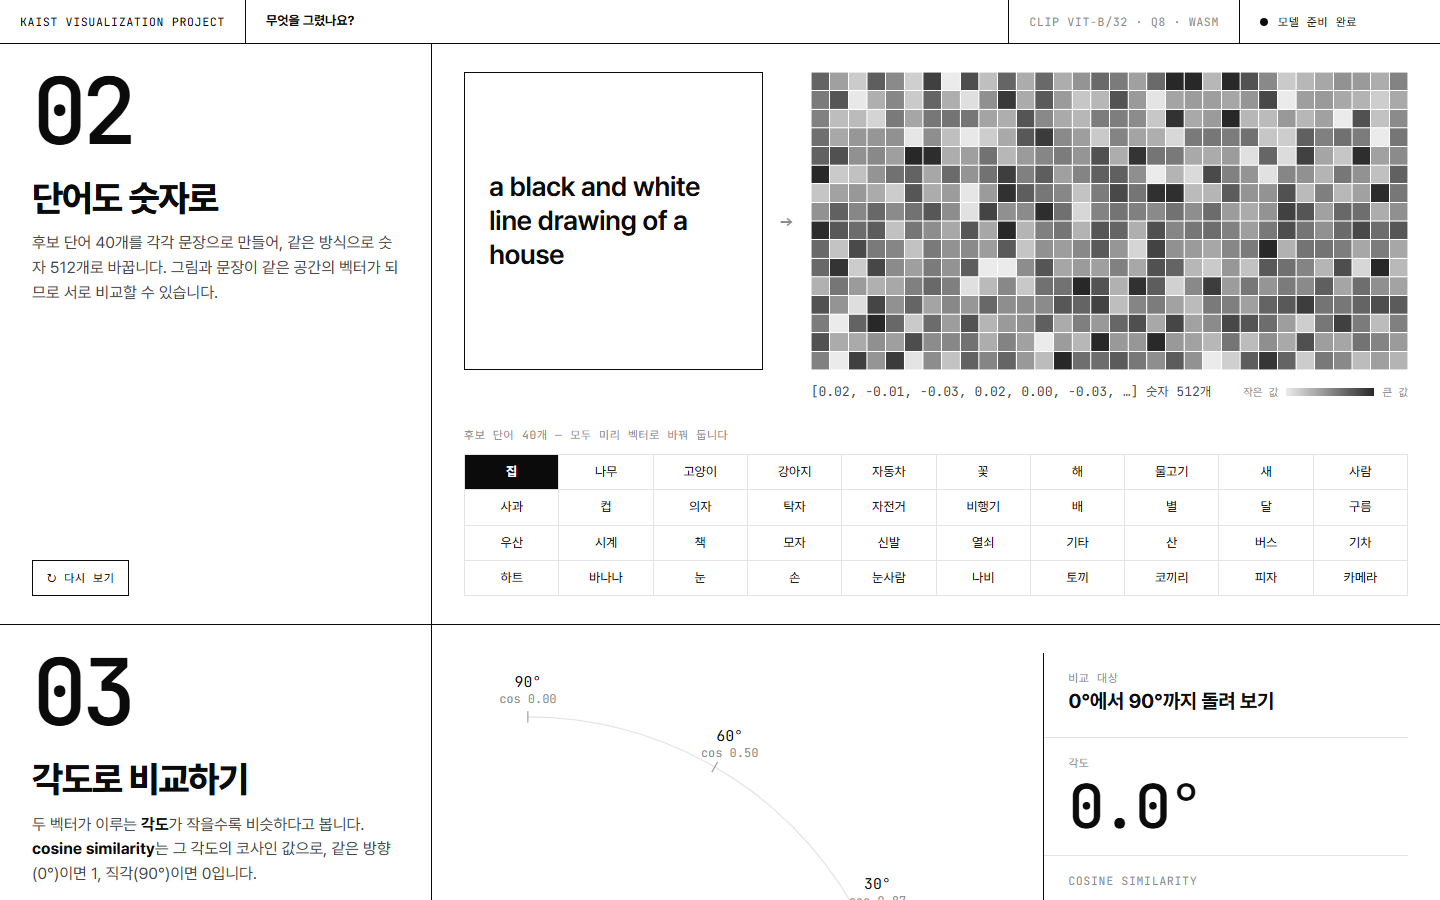 KAIST VISUALIZATION PROJECT
무엇을 그렸나요?
CLIP VIT-B/32 · Q8 · WASM
● 모델 준비 완료
02
단어도 숫자로
후보 단어 40개를 각각 문장으로 만들어, 같은 방식으로 숫
자 512개로 바꿉니다. 그림과 문장이 같은 공간의 벡터가 되
므로 서로 비교할 수 있습니다.
↻ 다시 보기
a black and white
line drawing of a
house
→
[0.02, -0.01, -0.03, 0.02, 0.00, -0.03, …] 숫자 512개
작은 값
큰 값
후보 단어 40개 — 모두 미리 벡터로 바꿔 둡니다
집 나무 고양이 강아지 자동차 꽃 해 물고기 새 사람
사과 컵 의자 탁자 자전거 비행기 배 별 달 구름
우산 시계 책 모자 신발 열쇠 기타 산 버스 기차
하트 바나나 눈 손 눈사람 나비 토끼 코끼리 피자 카메라
03
각도로 비교하기
두 벡터가 이루는 각도가 작을수록 비슷하다고 봅니다.
cosine similarity는 그 각도의 코사인 값으로, 같은 방향
(0°)이면 1, 직각(90°)이면 0입니다.
90°
cos 0.00
60°
cos 0.50
30°
cos 0.87
비교 대상
0°에서 90°까지 돌려 보기
각도
0.0°
COSINE SIMILARITY